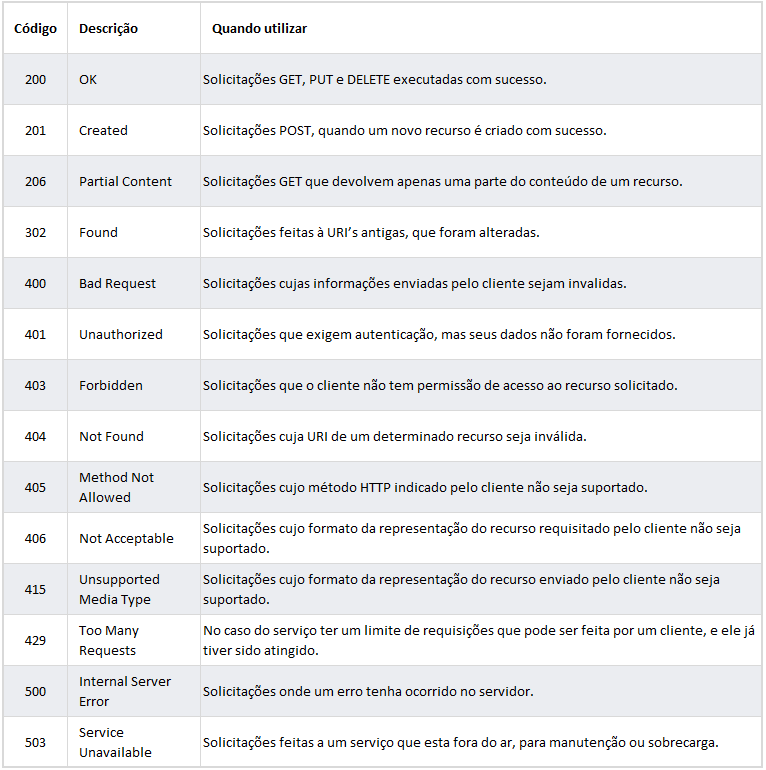 Código Descrição Quando utilizar
200 OK Solicitações GET, PUT e DELETE executadas com sucesso.
201 Created Solicitações POST, quando um novo recurso é criado com sucesso.
206 Partial Content Solicitações GET que devolvem apenas uma parte do conteúdo de um recurso.
302 Found Solicitações feitas à URI’s antigas, que foram alteradas.
400 Bad Request Solicitações cujas informações enviadas pelo cliente sejam invalidas.
401 Unauthorized Solicitações que exigem autenticação, mas seus dados não foram fornecidos.
403 Forbidden Solicitações que o cliente não tem permissão de acesso ao recurso solicitado.
404 Not Found Solicitações cuja URI de um determinado recurso seja inválida.
405 Method Not
Allowed Solicitações cujo método HTTP indicado pelo cliente não seja suportado.
406 Not Acceptable Solicitações cujo formato da representação do recurso requisitado pelo cliente não seja
suportado.
415 Unsupported
Media Type Solicitações cujo formato da representação do recurso enviado pelo cliente não seja
suportado.
429 Too Many
Requests No caso do serviço ter um limite de requisições que pode ser feita por um cliente, e ele já
tiver sido atingido.
500 Internal Server
Error Solicitações onde um erro tenha ocorrido no servidor.
503 Service
Unavailable Solicitações feitas a um serviço que esta fora do ar, para manutenção ou sobrecarga.